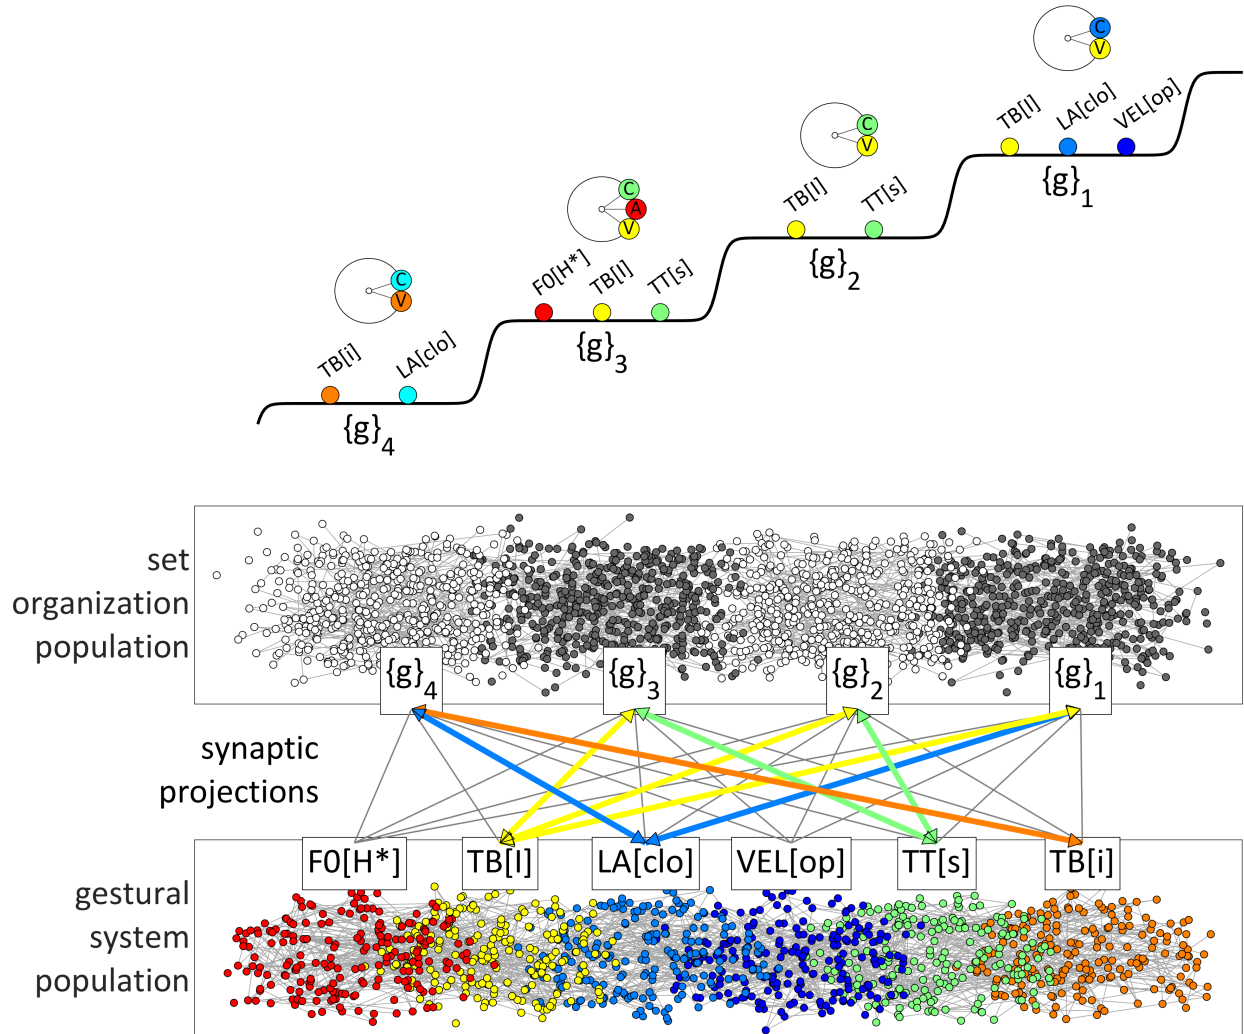 C
V
TB[I]
LA[clo]
VEL[op]
{g}1
C
V
TB[I]
TT[s]
{g}2
C
A
V
F0[H*]
TB[I]
TT[s]
{g}3
C
V
TB[i]
LA[clo]
{g}4
set
organization
population
{g}4
{g}3
{g}2
{g}1
synaptic
projections
F0[H*]
TB[I]
LA[clo]
VEL[op]
TT[s]
TB[i]
gestural
system
population